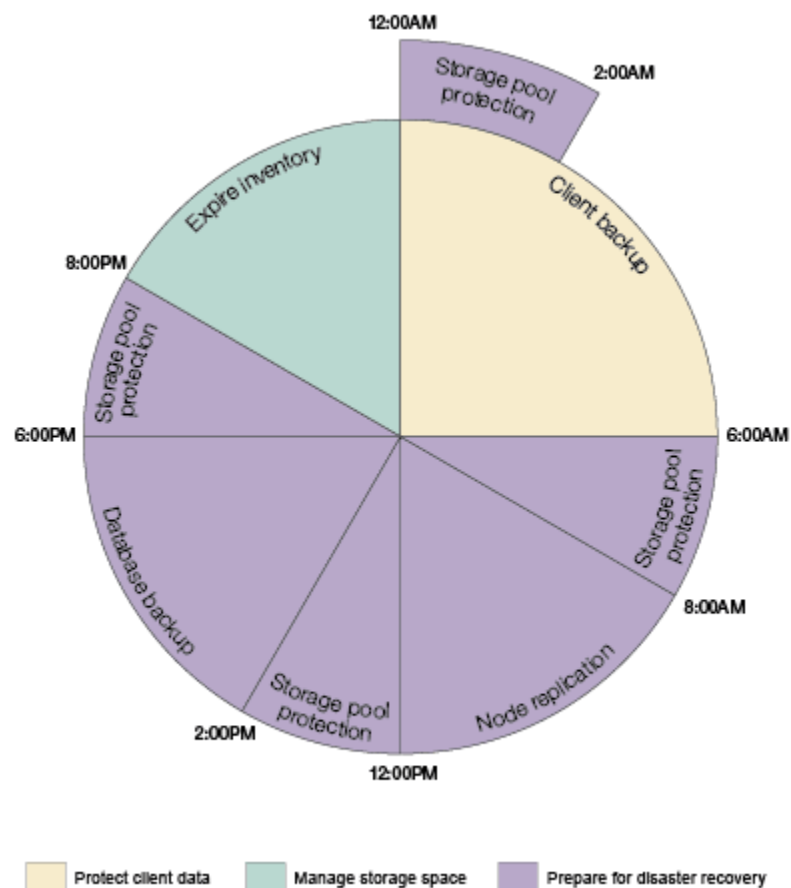 12:00AM
Storage pool
protection
2:00AM
Client backup
Expire inventory
8:00PM
Storage pool
protection
6:00PM
6:00AM
Storage pool
protection
8:00AM
Database backup
Node replication
Storage pool
protection
2:00PM
12:00PM
Protect client data
Manage storage space
Prepare for disaster recovery